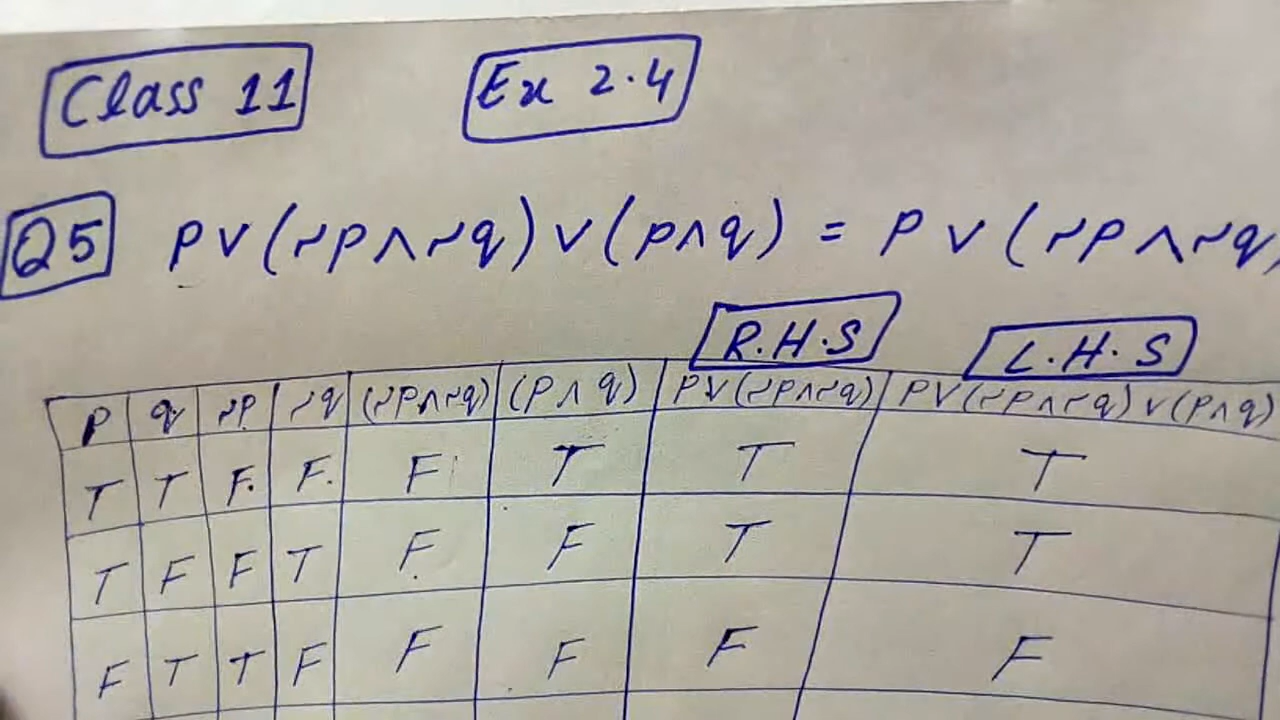 Class 11 Ex 2.4
Q5 p∨(~p∧~q)∨(p∧q) = p∨(~p∧~q)
R.H.S L.H.S
p q ~p ~q (~p∧~q) (p∧q) p∨(~p∧~q) p∨(~p∧~q)∨(p∧q)
T T F. F. F T T T
T F F T F F T T
F T T F F F F F